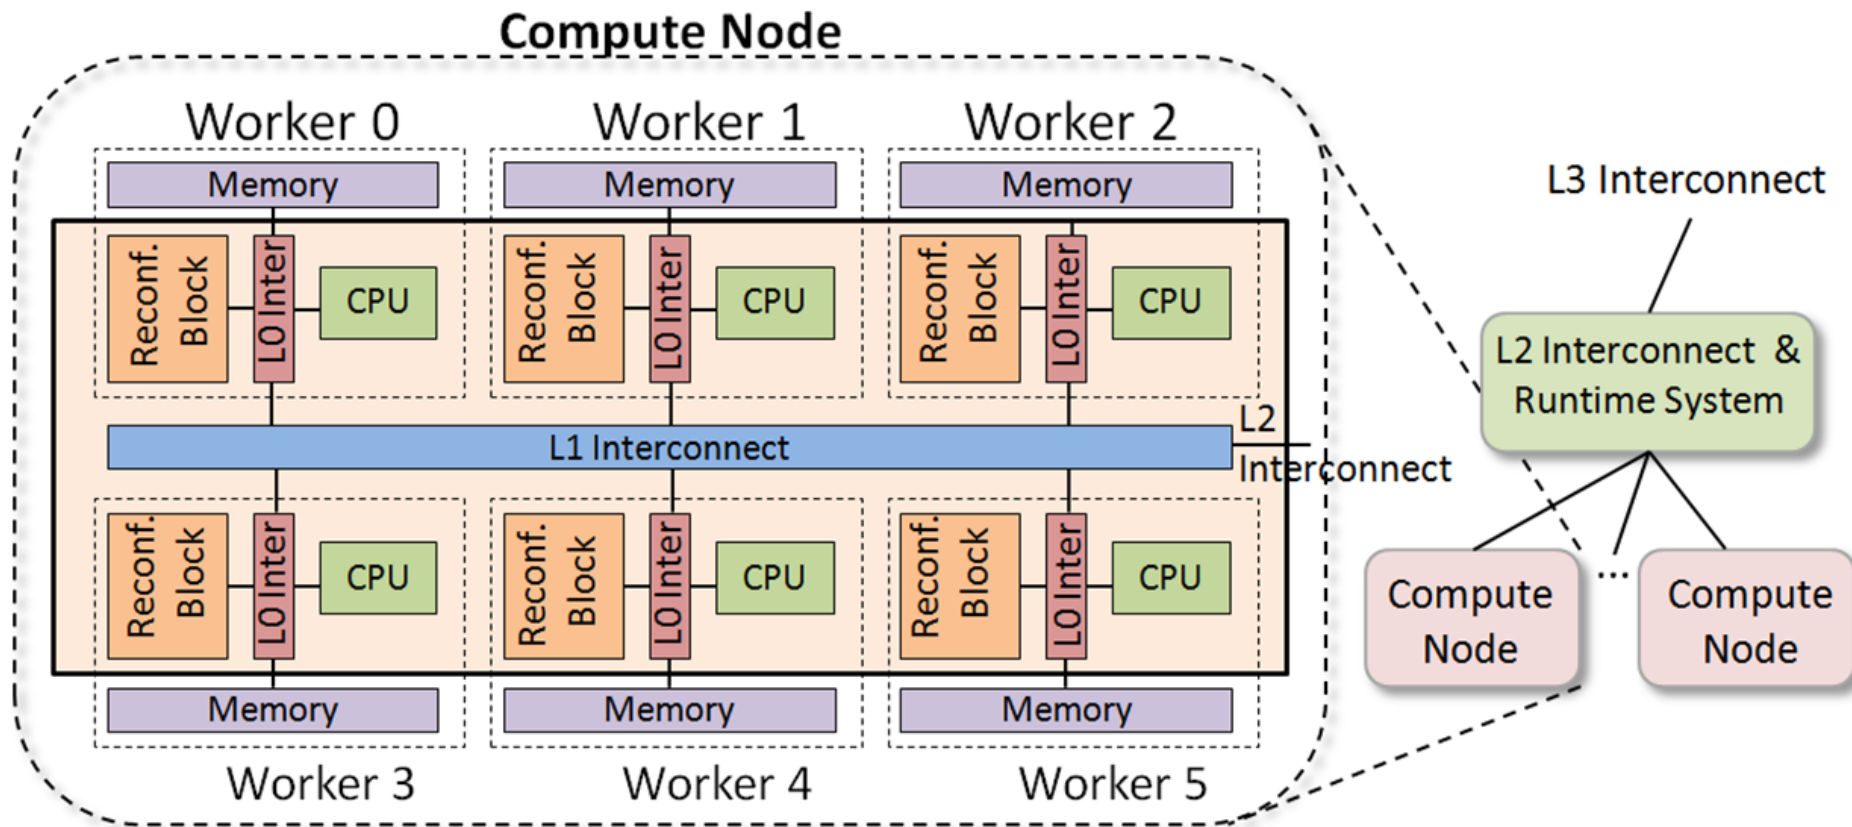 Compute Node
Worker 0
Worker 1
Worker 2
Memory
Memory
Memory
Reconf.
Block
L0 Inter
CPU
Reconf.
Block
L0 Inter
CPU
Reconf.
Block
L0 Inter
CPU
L1 Interconnect
L2
Interconnect
Reconf.
Block
L0 Inter
CPU
Reconf.
Block
L0 Inter
CPU
Reconf.
Block
L0 Inter
CPU
Memory
Memory
Memory
Worker 3
Worker 4
Worker 5
L3 Interconnect
L2 Interconnect &
Runtime System
Compute
Node
...
Compute
Node